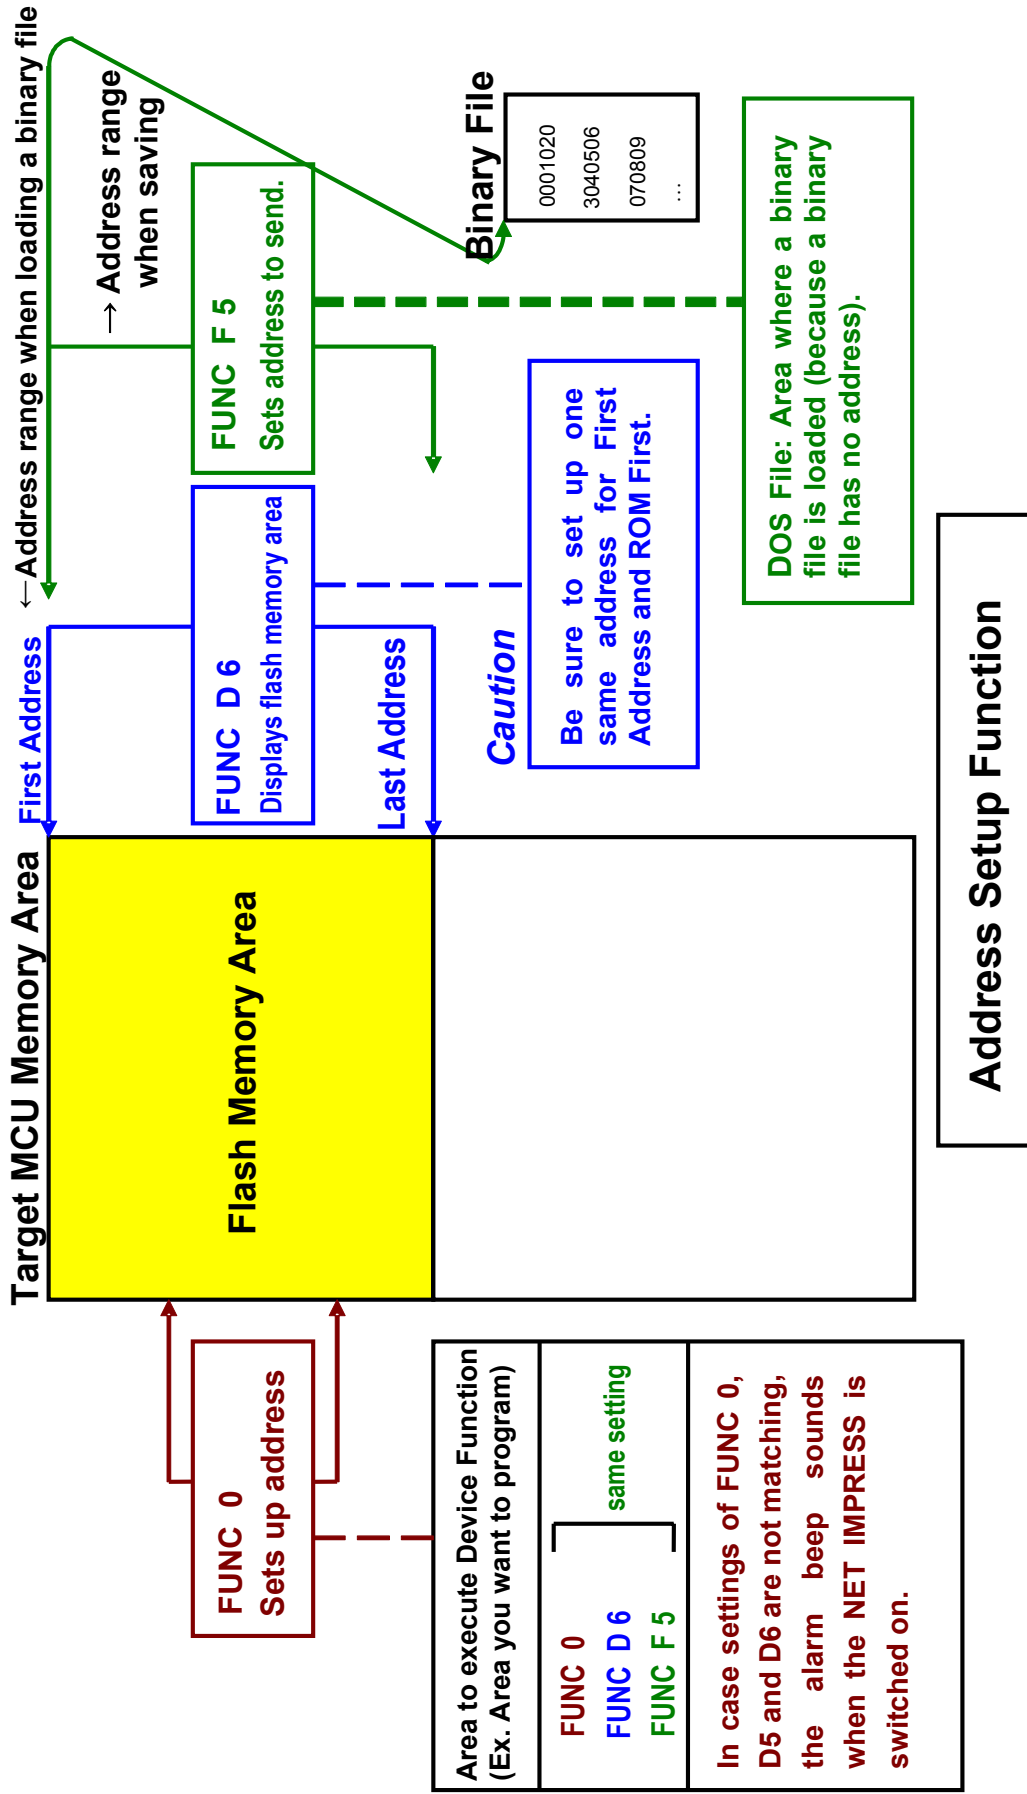 Target MCU Memory Area
Flash Memory Area
FUNC 0
Sets up address
Area to execute Device Function
(Ex. Area you want to program)
FUNC 0
FUNC D 6
FUNC F 5
same setting
In case settings of FUNC 0,
D5 and D6 are not matching,
the alarm beep sounds
when the NET IMPRESS is
switched on.
First Address
FUNC D 6
Displays flash memory area
Last Address
Caution
Be sure to set up one
same address for First
Address and ROM First.
←Address range when loading a binary file
→ Address range
when saving
FUNC F 5
Sets address to send.
Binary File
0001020
3040506
070809
…
DOS File: Area where a binary
file is loaded (because a binary
file has no address).
Address Setup Function